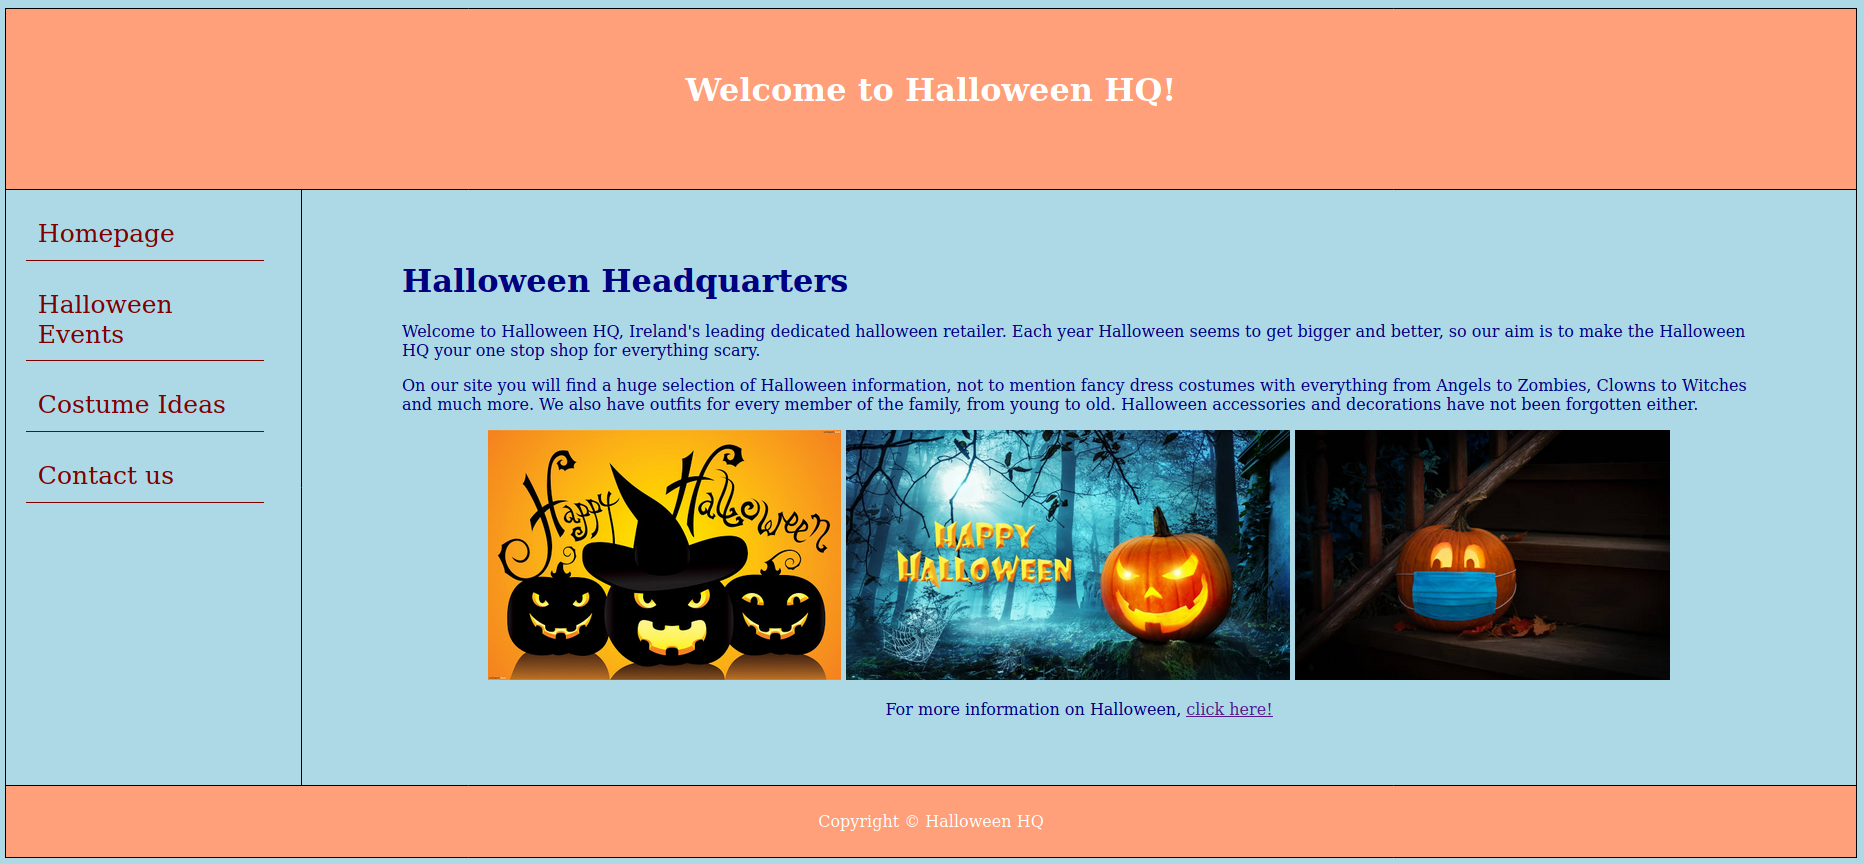 Welcome to Halloween HQ!
Homepage
Halloween
Events
Costume Ideas
Contact us
Halloween Headquarters
Welcome to Halloween HQ, Ireland's leading dedicated halloween retailer. Each year Halloween seems to get bigger and better, so our aim is to make the Halloween
HQ your one stop shop for everything scary.
On our site you will find a huge selection of Halloween information, not to mention fancy dress costumes with everything from Angels to Zombies, Clowns to Witches
and much more. We also have outfits for every member of the family, from young to old. Halloween accessories and decorations have not been forgotten either.
Happy Halloween
HAPPY
HALLOWEEN
For more information on Halloween, click here!
Copyright © Halloween HQ